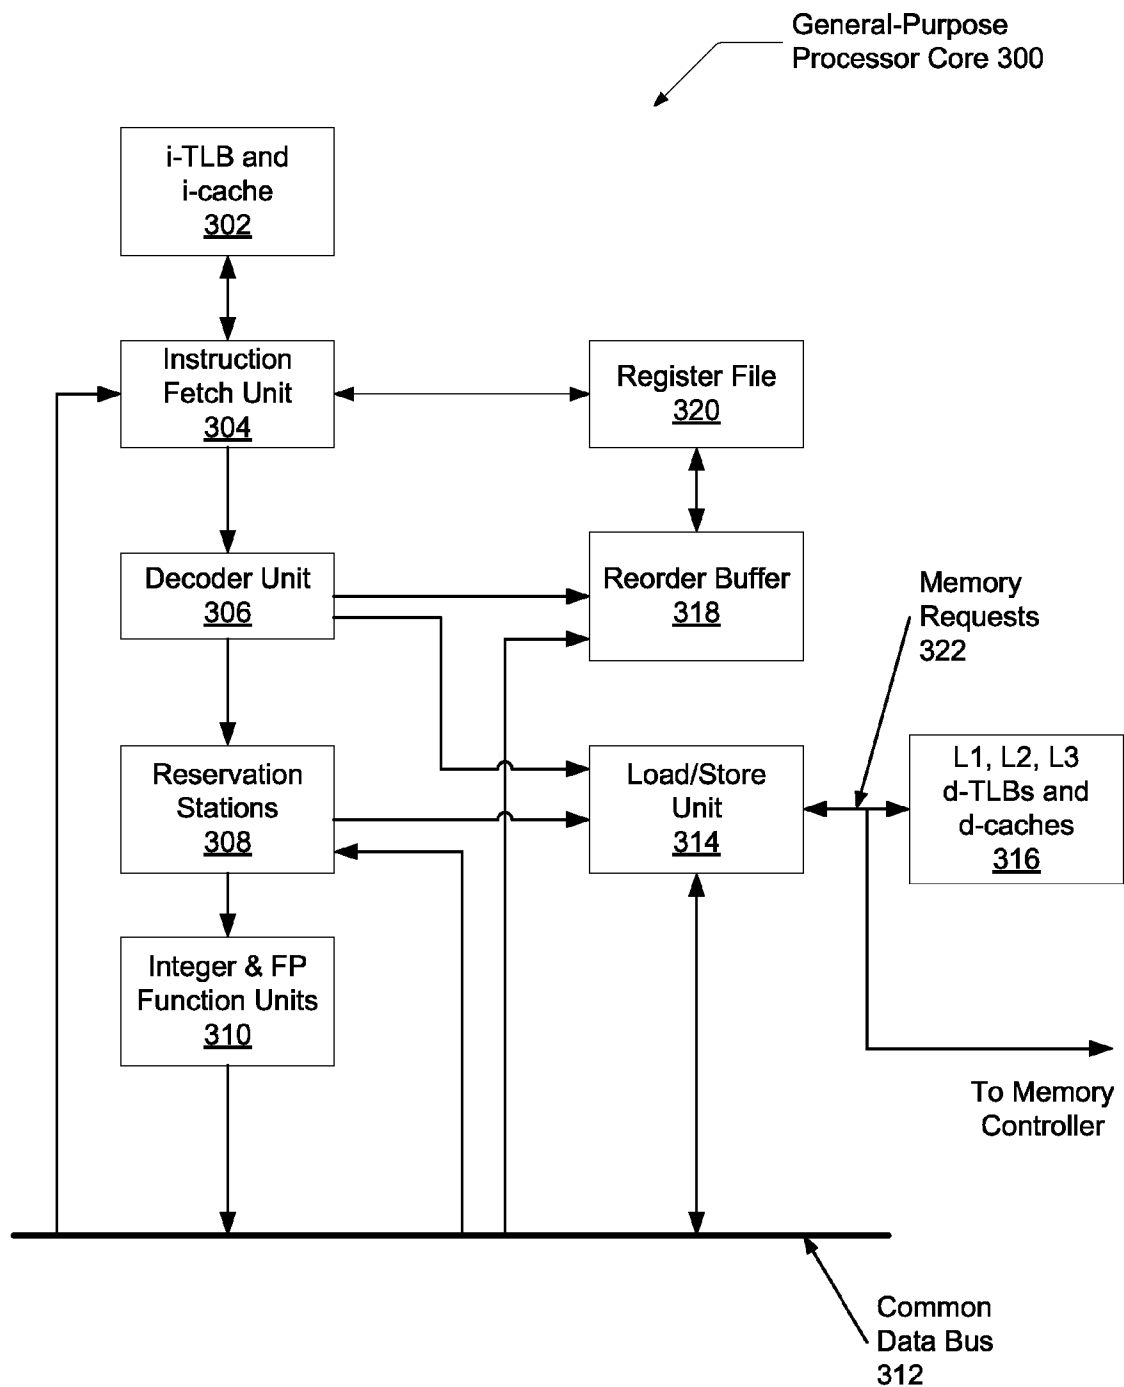 General-Purpose
Processor Core 300
i-TLB and
i-cache
302
Instruction
Fetch Unit
304
Register File
320
Decoder Unit
306
Reorder Buffer
318
Memory
Requests
322
Reservation
Stations
308
Load/Store
Unit
314
L1, L2, L3
d-TLBs and
d-caches
316
Integer & FP
Function Units
310
To Memory
Controller
Common
Data Bus
312